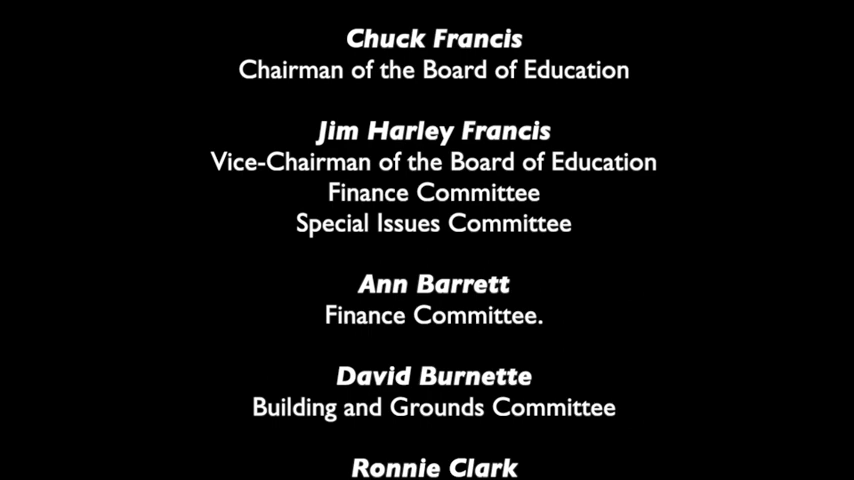 Chuck Francis
Chairman of the Board of Education
Jim Harley Francis
Vice-Chairman of the Board of Education
Finance Committee
Special Issues Committee
Ann Barrett
Finance Committee.
David Burnette
Building and Grounds Committee
Ronnie Clark